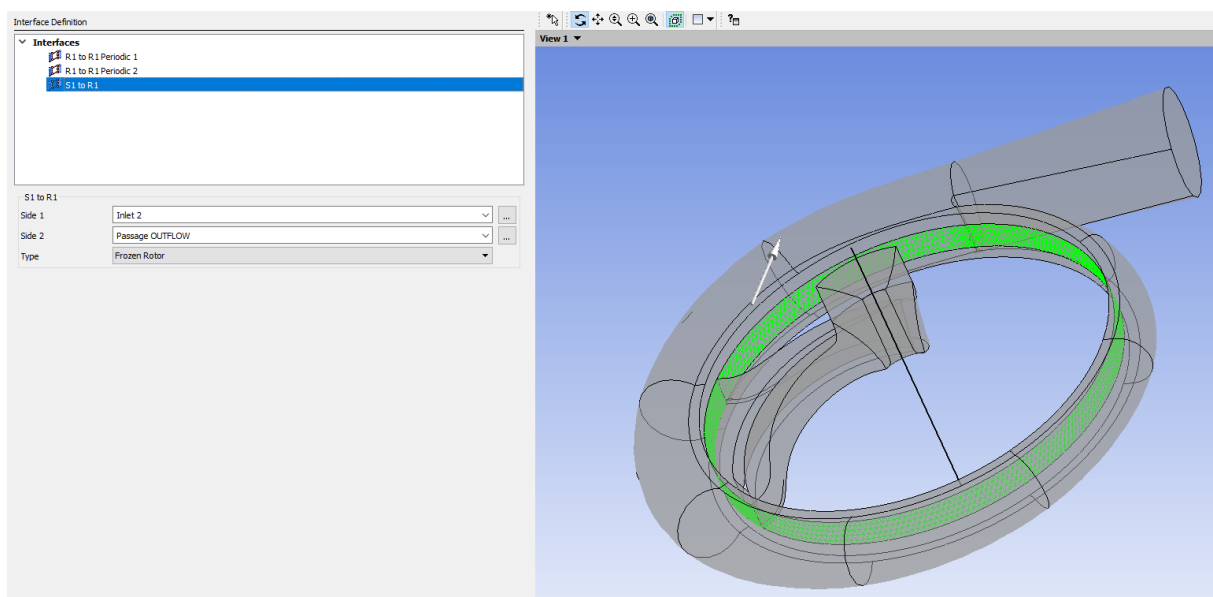 Interface Definition
Interfaces
R1 to R1 Periodic 1
R1 to R1 Periodic 2
S1 to R1
S1 to R1
Side 1
Inlet 2
...
Side 2
Passage OUTFLOW
...
Type
Frozen Rotor
View 1